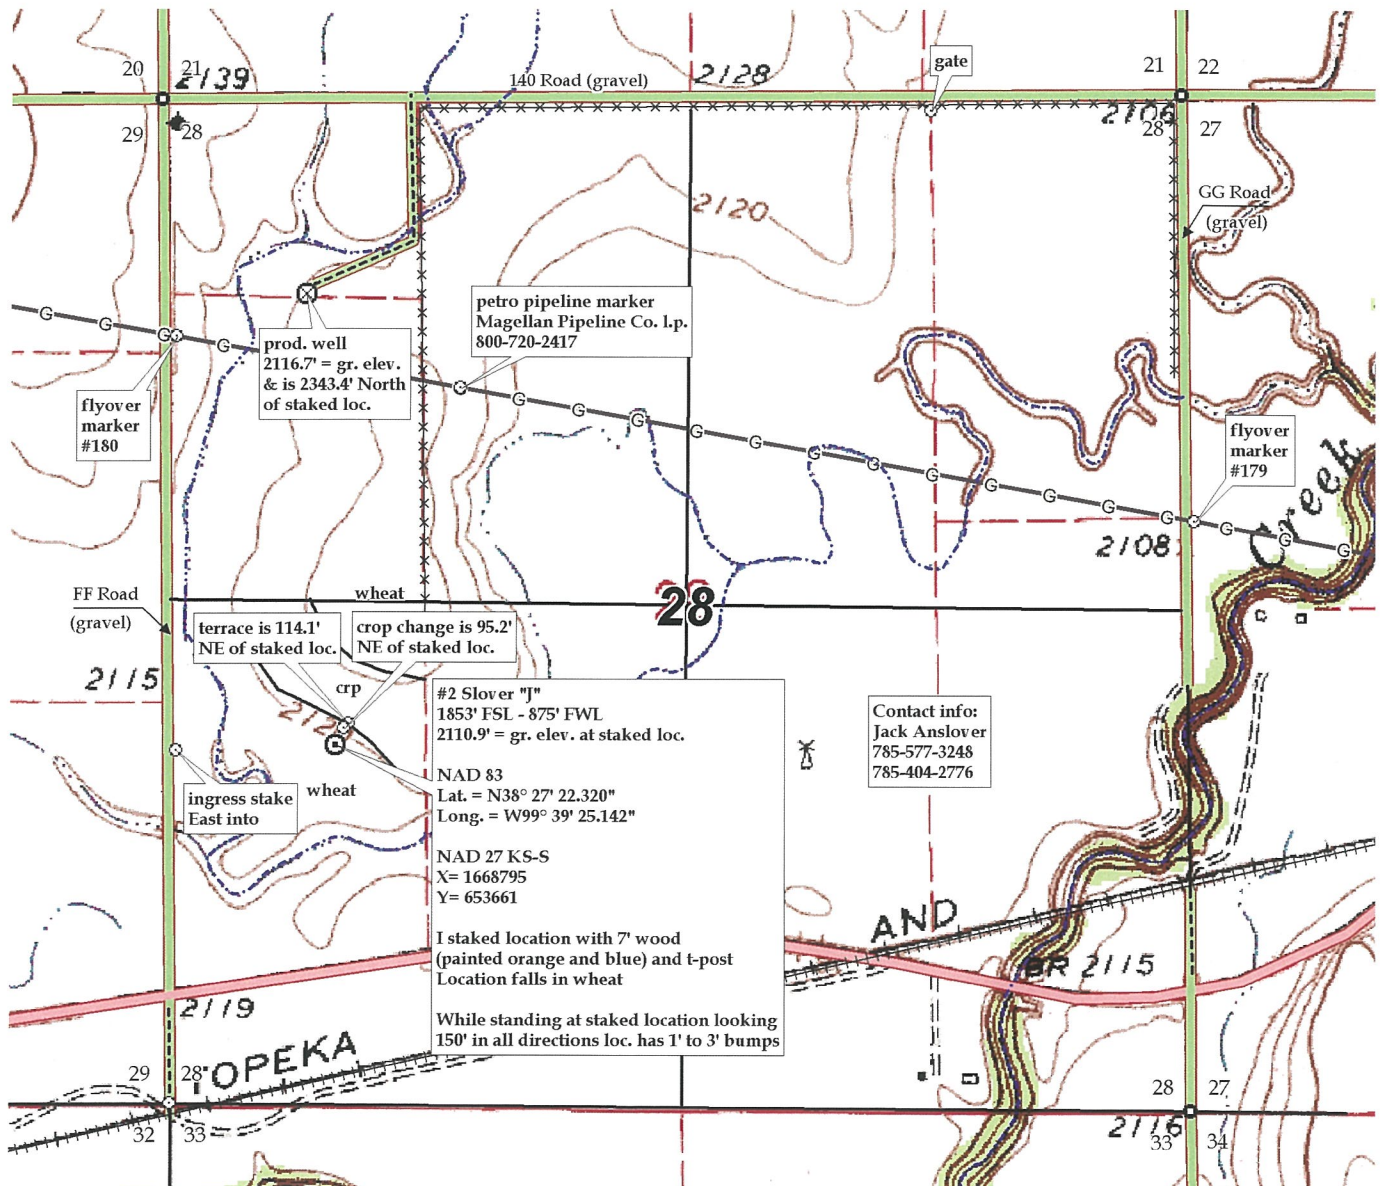 20
21
2139
140 Road (gravel)
2128
gate
21
22
29
28
2106
28
27
GG Road
(gravel)
2120
petro pipeline marker
Magellan Pipeline Co. l.p.
800-720-2417
G G G G G G G G G G G G G G G G G G G G G
prod. well
2116.7' = gr. elev.
& is 2343.4' North
of staked loc.
flyover
marker
#180
flyover
marker
#179
Creek
2108
FF Road
(gravel)
wheat
28
terrace is 114.1'
NE of staked loc.
crop change is 95.2'
NE of staked loc.
2115
crp
212
#2 Slover "J"
1853' FSL - 875' FWL
2110.9' = gr. elev. at staked loc.
NAD 83
Lat. = N38° 27' 22.320"
Long. = W99° 39' 25.142"
NAD 27 KS-S
X= 1668795
Y= 653661
I staked location with 7' wood
(painted orange and blue) and t-post
Location falls in wheat
While standing at staked location looking
150' in all directions loc. has 1' to 3' bumps
Contact info:
Jack Anslover
785-577-3248
785-404-2776
ingress stake
East into
wheat
AND
BR 2115
2119
TOPEKA
29
28
32
33
28
27
2116
33
34